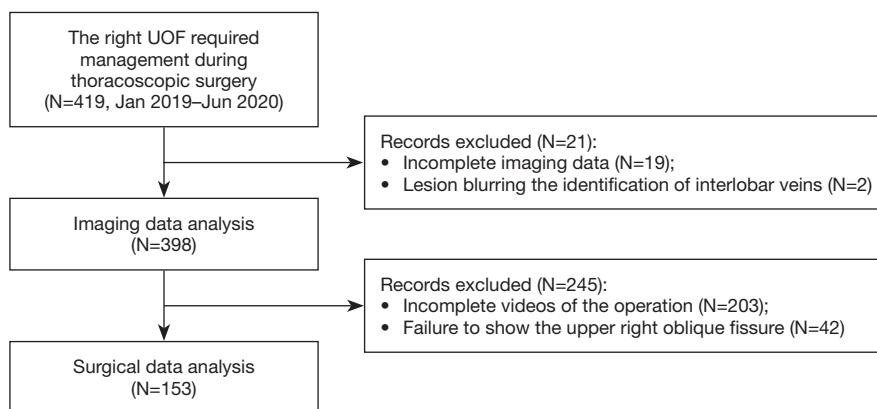 The right UOF required
management during
thoracoscopic surgery
(N=419, Jan 2019–Jun 2020)
Records excluded (N=21):
• Incomplete imaging data (N=19);
• Lesion blurring the identification of interlobar veins (N=2)
Imaging data analysis
(N=398)
Records excluded (N=245):
• Incomplete videos of the operation (N=203);
• Failure to show the upper right oblique fissure (N=42)
Surgical data analysis
(N=153)